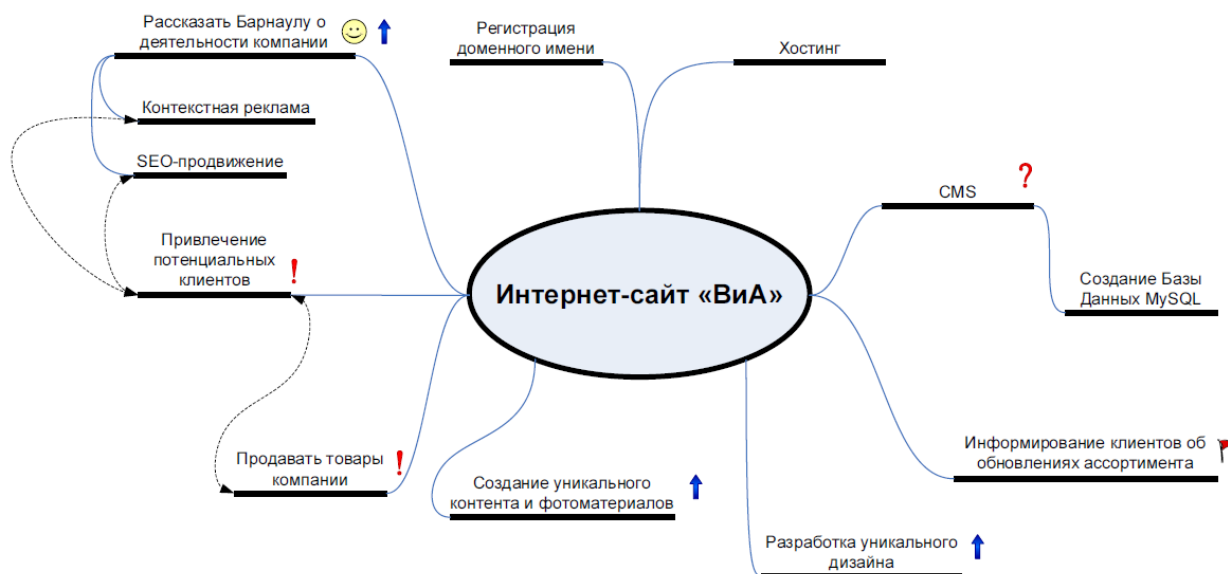 Рассказать Барнаулу о
деятельности компании
Контекстная реклама
SEO-продвижение
Привлечение
потенциальных
клиентов
!
Продавать товары
компании
!
Регистрация
доменного имени
Хостинг
Интернет-сайт «ВиА»
CMS
?
Создание Базы
Данных MySQL
Информирование клиентов об
обновлениях ассортимента
Создание уникального
контента и фотоматериалов
Разработка уникального
дизайна